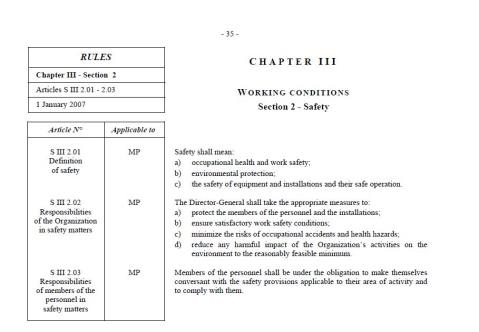 - 35 -
RULES
Chapter III - Section 2
Articles S III 2.01 - 2.03
1 January 2007
CHAPTER III
WORKING CONDITIONS
Section 2 - Safety
Article N° Applicable to
S III 2.01 MP Safety shall mean:
Definition a) occupational health and work safety;
of safety b) environmental protection;
c) the safety of equipment and installations and their safe operation.
S III 2.02 MP The Director-General shall take the appropriate measures to:
Responsibilities a) protect the members of the personnel and the installations;
of the Organization b) ensure satisfactory work safety conditions;
in safety matters c) minimize the risks of occupational accidents and health hazards;
d) reduce any harmful impact of the Organization's activities on the
environment to the reasonably feasible minimum.
S III 2.03 MP Members of the personnel shall be under the obligation to make themselves
Responsibilities conversant with the safety provisions applicable to their area of activity and
of members of the to comply with them.
personnel in
safety matters